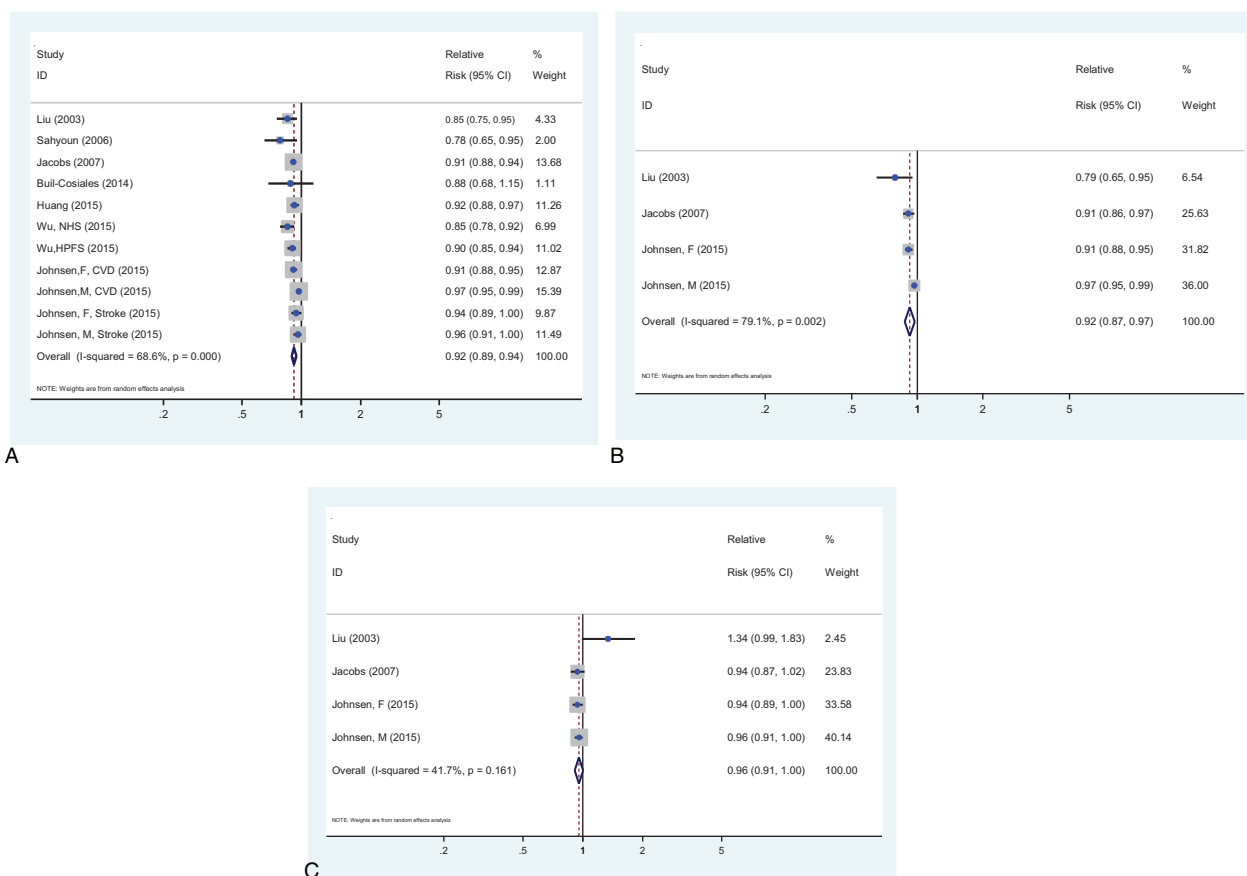 Study Relative %
ID Risk (95% CI) Weight
Liu (2003) 0.85 (0.75, 0.95) 4.33
Sahyoun (2006) 0.78 (0.65, 0.95) 2.00
Jacobs (2007) 0.91 (0.88, 0.94) 13.68
Buil-Cosiales (2014) 0.88 (0.68, 1.15) 1.11
Huang (2015) 0.92 (0.88, 0.97) 11.26
Wu, NHS (2015) 0.85 (0.78, 0.92) 6.99
Wu,HPFS (2015) 0.90 (0.85, 0.94) 11.02
Johnsen,F, CVD (2015) 0.91 (0.88, 0.95) 12.87
Johnsen,M, CVD (2015) 0.97 (0.95, 0.99) 15.39
Johnsen, F, Stroke (2015) 0.94 (0.89, 1.00) 9.87
Johnsen, M, Stroke (2015) 0.96 (0.91, 1.00) 11.49
Overall (I-squared = 68.6%, p = 0.000) 0.92 (0.89, 0.94) 100.00
NOTE: Weights are from random effects analysis
.2 .5 1 2 5
A
Study Relative %
ID Risk (95% CI) Weight
Liu (2003) 0.79 (0.65, 0.95) 6.54
Jacobs (2007) 0.91 (0.86, 0.97) 25.63
Johnsen, F (2015) 0.91 (0.88, 0.95) 31.82
Johnsen, M (2015) 0.97 (0.95, 0.99) 36.00
Overall (I-squared = 79.1%, p = 0.002) 0.92 (0.87, 0.97) 100.00
NOTE: Weights are from random effects analysis
.2 .5 1 2 5
B
Study Relative %
ID Risk (95% CI) Weight
Liu (2003) 1.34 (0.99, 1.83) 2.45
Jacobs (2007) 0.94 (0.87, 1.02) 23.83
Johnsen, F (2015) 0.94 (0.89, 1.00) 33.58
Johnsen, M (2015) 0.96 (0.91, 1.00) 40.14
Overall (I-squared = 41.7%, p = 0.161) 0.96 (0.91, 1.00) 100.00
NOTE: Weights are from random effects analysis
.2 .5 1 2 5
C